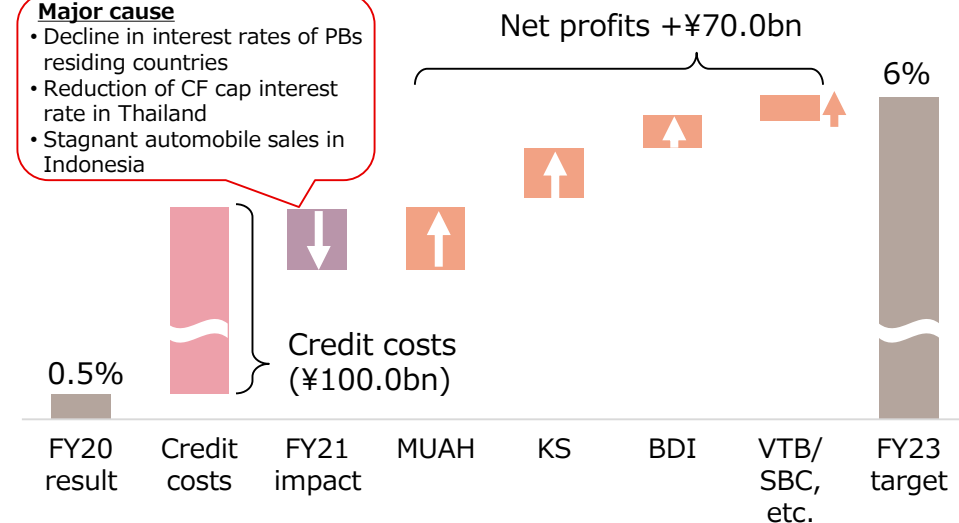 Major cause
• Decline in interest rates of PBs
residing countries
• Reduction of CF cap interest
rate in Thailand
• Stagnant automobile sales in
Indonesia
Net profits +¥70.0bn
6%
Credit costs
(¥100.0bn)
0.5%
FY20
result
Credit
costs
FY21
impact
MUAH
KS
BDI
VTB/
SBC,
etc.
FY23
target